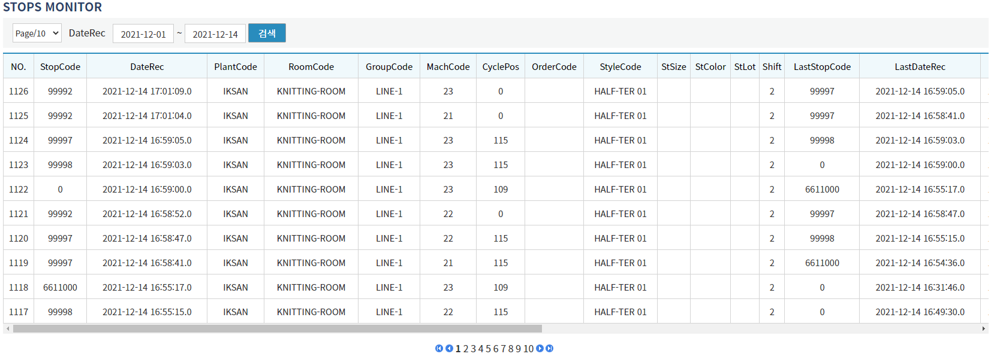 STOPS MONITOR
Page/10 DateRec 2021-12-01 ~ 2021-12-14 검색
NO. StopCode DateRec PlantCode RoomCode GroupCode MachCode CyclePos OrderCode StyleCode StSize StColor StLot Shift LastStopCode LastDateRec
1126 99992 2021-12-14 17:01:09.0 IKSAN KNITTING-ROOM LINE-1 23 0 HALF-TER 01 2 99997 2021-12-14 16:59:05.0
1125 99992 2021-12-14 17:01:04.0 IKSAN KNITTING-ROOM LINE-1 21 0 HALF-TER 01 2 99997 2021-12-14 16:58:41.0
1124 99997 2021-12-14 16:59:05.0 IKSAN KNITTING-ROOM LINE-1 23 115 HALF-TER 01 2 99998 2021-12-14 16:59:03.0
1123 99998 2021-12-14 16:59:03.0 IKSAN KNITTING-ROOM LINE-1 23 115 HALF-TER 01 2 0 2021-12-14 16:59:00.0
1122 0 2021-12-14 16:59:00.0 IKSAN KNITTING-ROOM LINE-1 23 109 HALF-TER 01 2 6611000 2021-12-14 16:55:17.0
1121 99992 2021-12-14 16:58:52.0 IKSAN KNITTING-ROOM LINE-1 22 0 HALF-TER 01 2 99997 2021-12-14 16:58:47.0
1120 99997 2021-12-14 16:58:47.0 IKSAN KNITTING-ROOM LINE-1 22 115 HALF-TER 01 2 99998 2021-12-14 16:55:15.0
1119 99997 2021-12-14 16:58:41.0 IKSAN KNITTING-ROOM LINE-1 21 115 HALF-TER 01 2 6611000 2021-12-14 16:54:36.0
1118 6611000 2021-12-14 16:55:17.0 IKSAN KNITTING-ROOM LINE-1 23 109 HALF-TER 01 2 0 2021-12-14 16:31:46.0
1117 99998 2021-12-14 16:55:15.0 IKSAN KNITTING-ROOM LINE-1 22 115 HALF-TER 01 2 0 2021-12-14 16:49:30.0
1 2 3 4 5 6 7 8 9 10